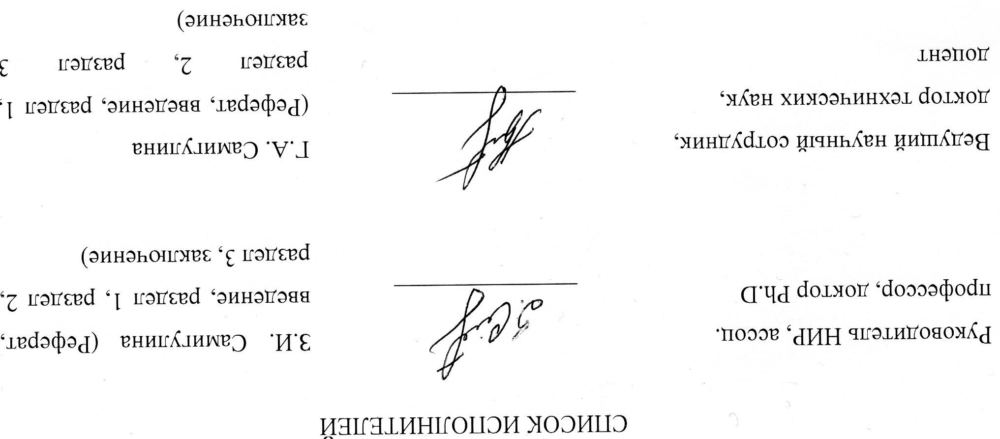 СПИСОК ИСПОЛНИТЕЛЕЙ
Руководитель НИР, ассоц.
профессор, доктор Ph.D
З.И. Самигулина (Реферат,
введение, раздел 1, раздел 2,
раздел 3, заключение)
Ведущий научный сотрудник,
доктор технических наук,
доцент
Г.А. Самигулина
(Реферат, введение, раздел 1,
раздел 2, раздел 3
заключение)